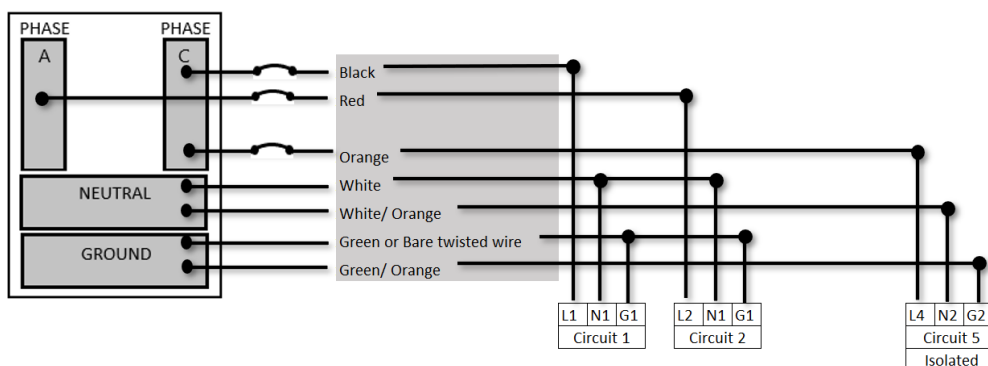 PHASE PHASE
A C
Black
Red
Orange
NEUTRAL White
White/ Orange
Green or Bare twisted wire
GROUND
Green/ Orange
L1 N1 G1 L2 N1 G1 L4 N2 G2
Circuit 1 Circuit 2 Circuit 5
Isolated